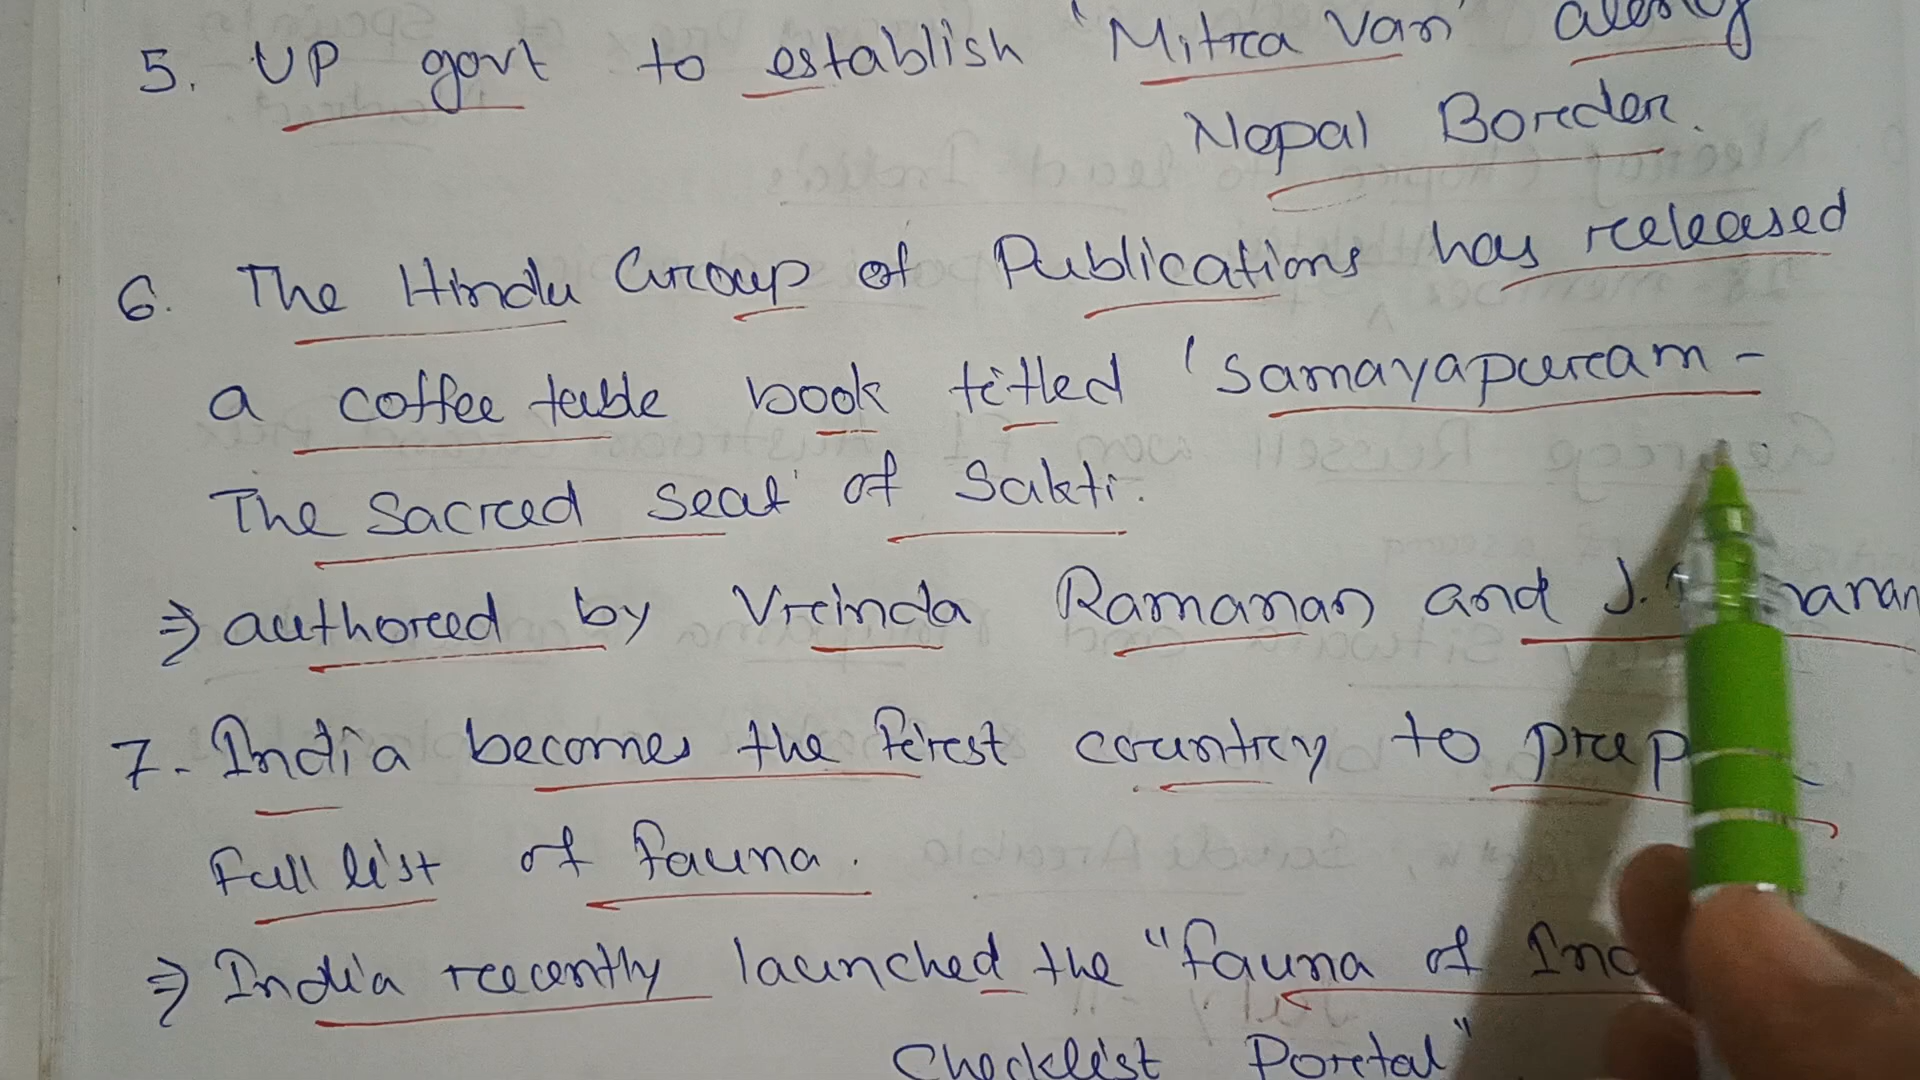 5. UP govt to establish 'Mitra Van' along
Nepal Border.
6. The Hindu Group of Publications has released
a coffee table book titled 'Samayapuram -
The Sacred Seat' of Sakti.
⇒ authored by Vrinda Ramanan and J.
7. India becomes the first country to
Full list of fauna.
⇒ India recently launched the "fauna of
Checklist Portal"